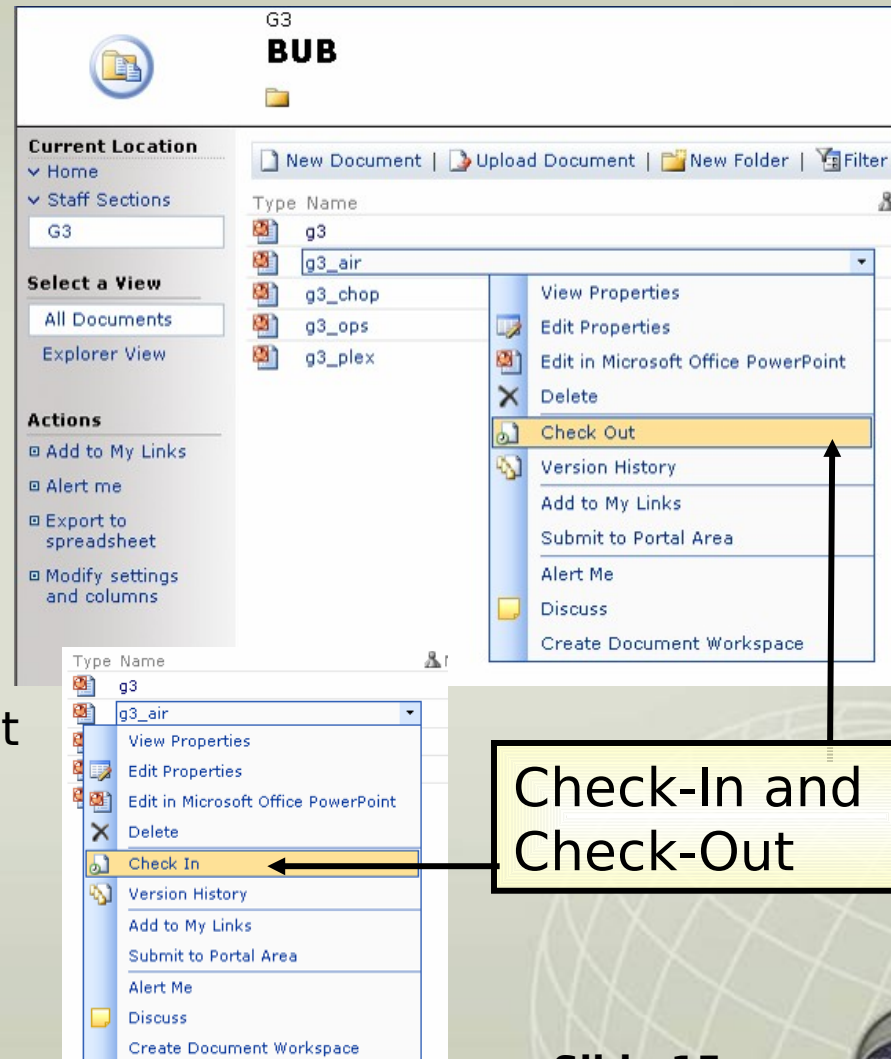 G3
BUB
Current Location
Home
Staff Sections
G3
Select a View
All Documents
Explorer View
Actions
Add to My Links
Alert me
Export to
spreadsheet
Modify settings
and columns
New Document | Upload Document | New Folder | Filter
Type Name
g3
g3_air
g3_chop
g3_ops
g3_plex
View Properties
Edit Properties
Edit in Microsoft Office PowerPoint
Delete
Check Out
Version History
Add to My Links
Submit to Portal Area
Alert Me
Discuss
Create Document Workspace
Type Name
g3
g3_air
View Properties
Edit Properties
Edit in Microsoft Office PowerPoint
Delete
Check In
Version History
Add to My Links
Submit to Portal Area
Alert Me
Discuss
Create Document Workspace
t
Check-In and
Check-Out